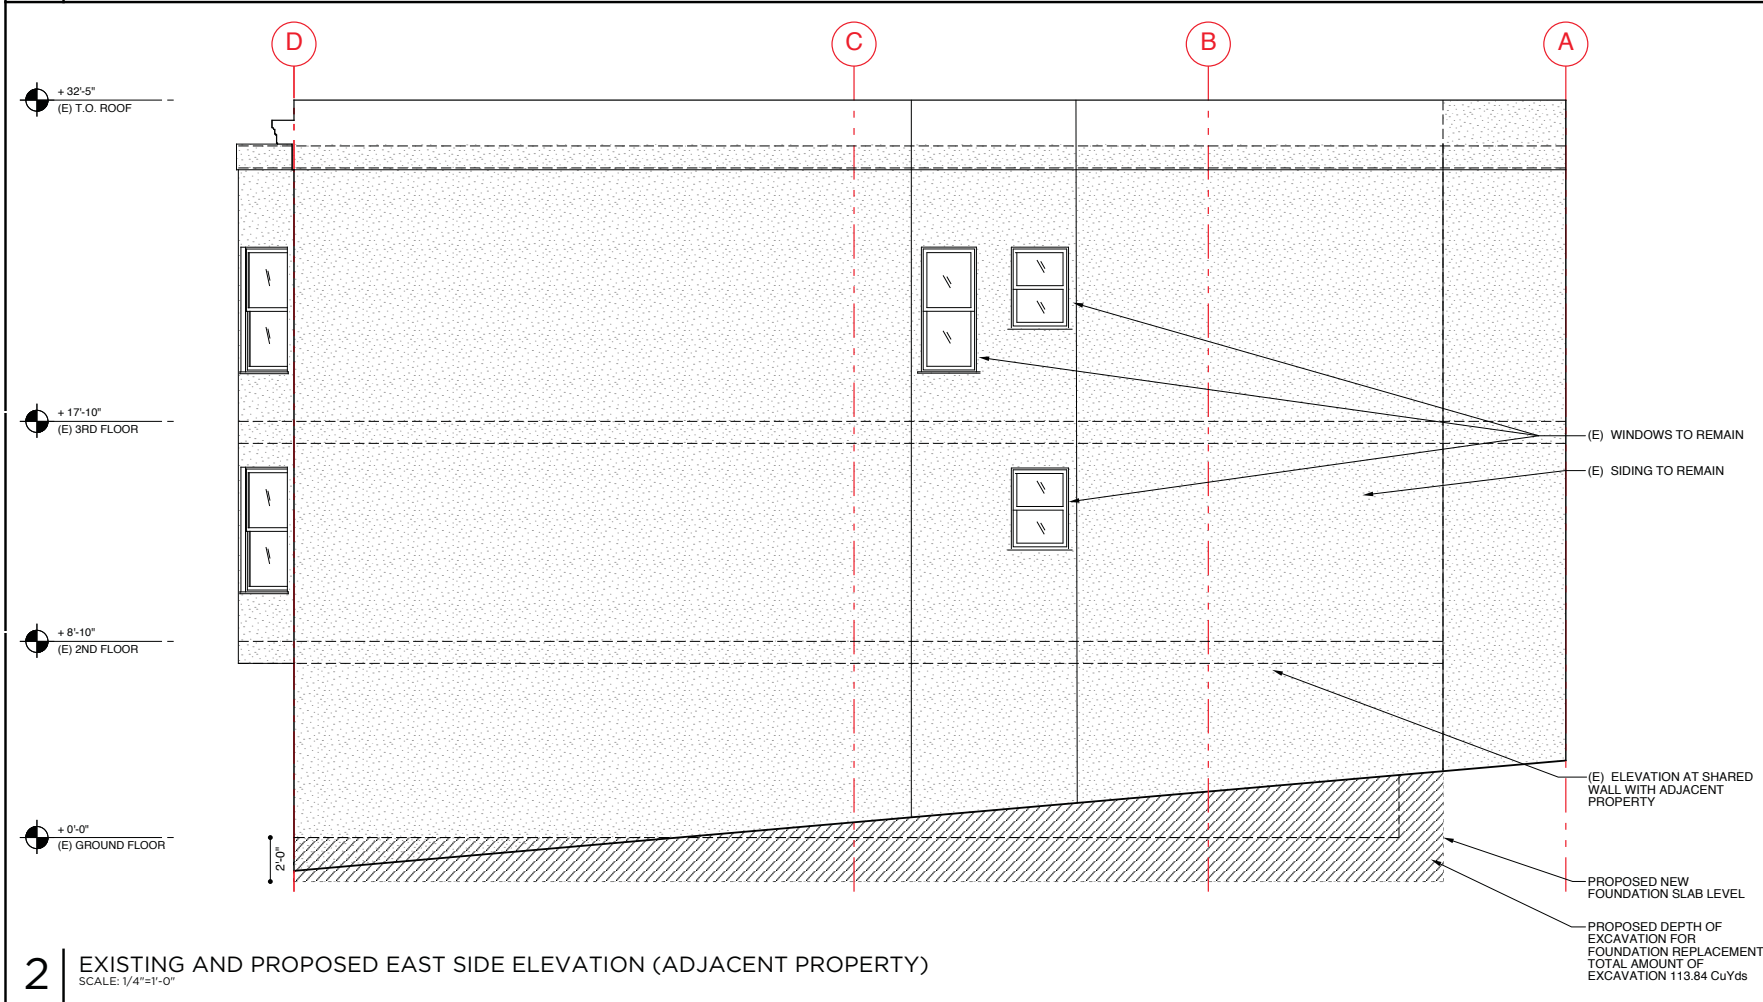 D
C
B
A
+ 32'-5"
(E) T.O. ROOF
+ 17'-10"
(E) 3RD FLOOR
(E) WINDOWS TO REMAIN
(E) SIDING TO REMAIN
+ 8'-10"
(E) 2ND FLOOR
(E) ELEVATION AT SHARED
WALL WITH ADJACENT
PROPERTY
+ 0'-0"
(E) GROUND FLOOR
2'-0"
PROPOSED NEW
FOUNDATION SLAB LEVEL
PROPOSED DEPTH OF
EXCAVATION FOR
FOUNDATION REPLACEMENT
TOTAL AMOUNT OF
EXCAVATION 113.84 CuYds
2
EXISTING AND PROPOSED EAST SIDE ELEVATION (ADJACENT PROPERTY)
SCALE: 1/4"=1'-0"